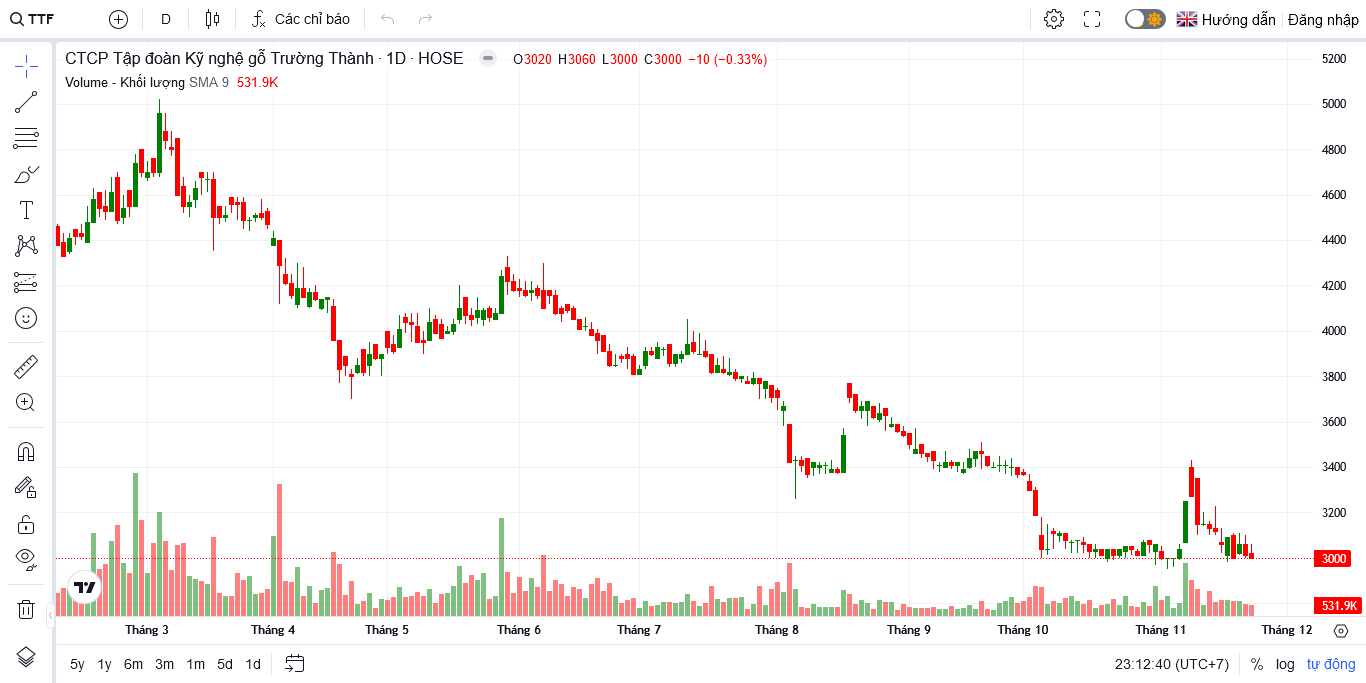 TTF D Các chỉ báo Hướng dẫn Đăng nhập
CTCP Tập đoàn Kỹ nghệ gỗ Trường Thành · 1D · HOSE O3020 H3060 L3000 C3000 −10 (−0.33%)
Volume - Khối lượng SMA 9 531.9K
5200
5000
4800
4600
4400
4200
4000
3800
3600
3400
3200
3000
531.9K
Tháng 3 Tháng 4 Tháng 5 Tháng 6 Tháng 7 Tháng 8 Tháng 9 Tháng 10 Tháng 11 Tháng 12
5y 1y 6m 3m 1m 5d 1d 23:12:40 (UTC+7) % log tự động